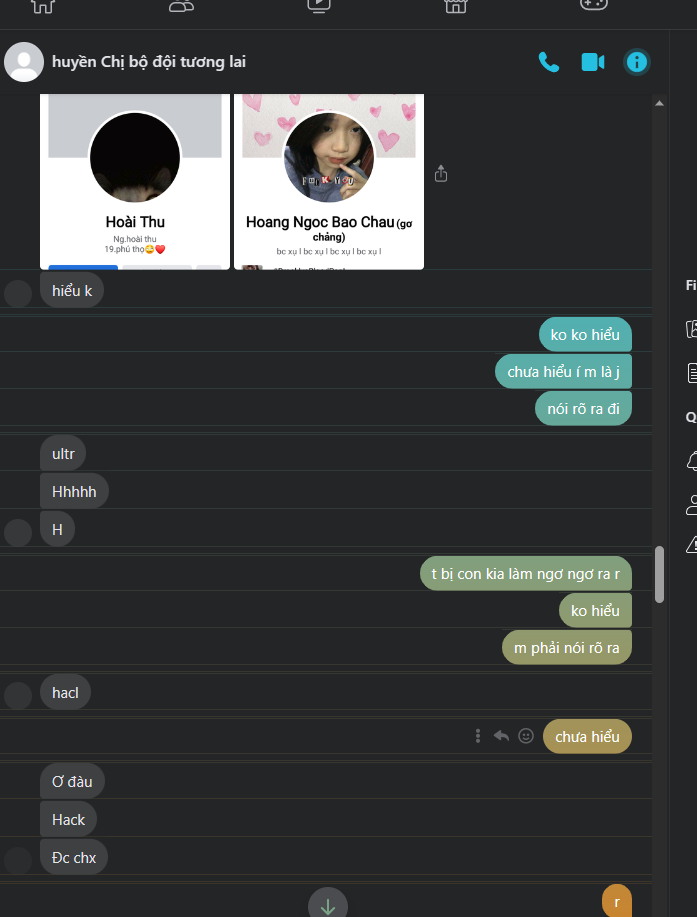 huyền Chị bộ đội tương lai
Hoài Thu
Ng.hoài thu
19.phú thọ😳❤️
Hoang Ngoc Bao Chau (gơ
chảng)
bc xụ l bc xụ l bc xụ l bc xụ l
hiểu k
ko ko hiểu
chưa hiểu í m là j
nói rõ ra đi
ultr
Hhhhh
H
t bị con kia làm ngơ ngơ ra r
ko hiểu
m phải nói rõ ra
hacl
chưa hiểu
Ơ đàu
Hack
Đc chx
r
Fi
Q